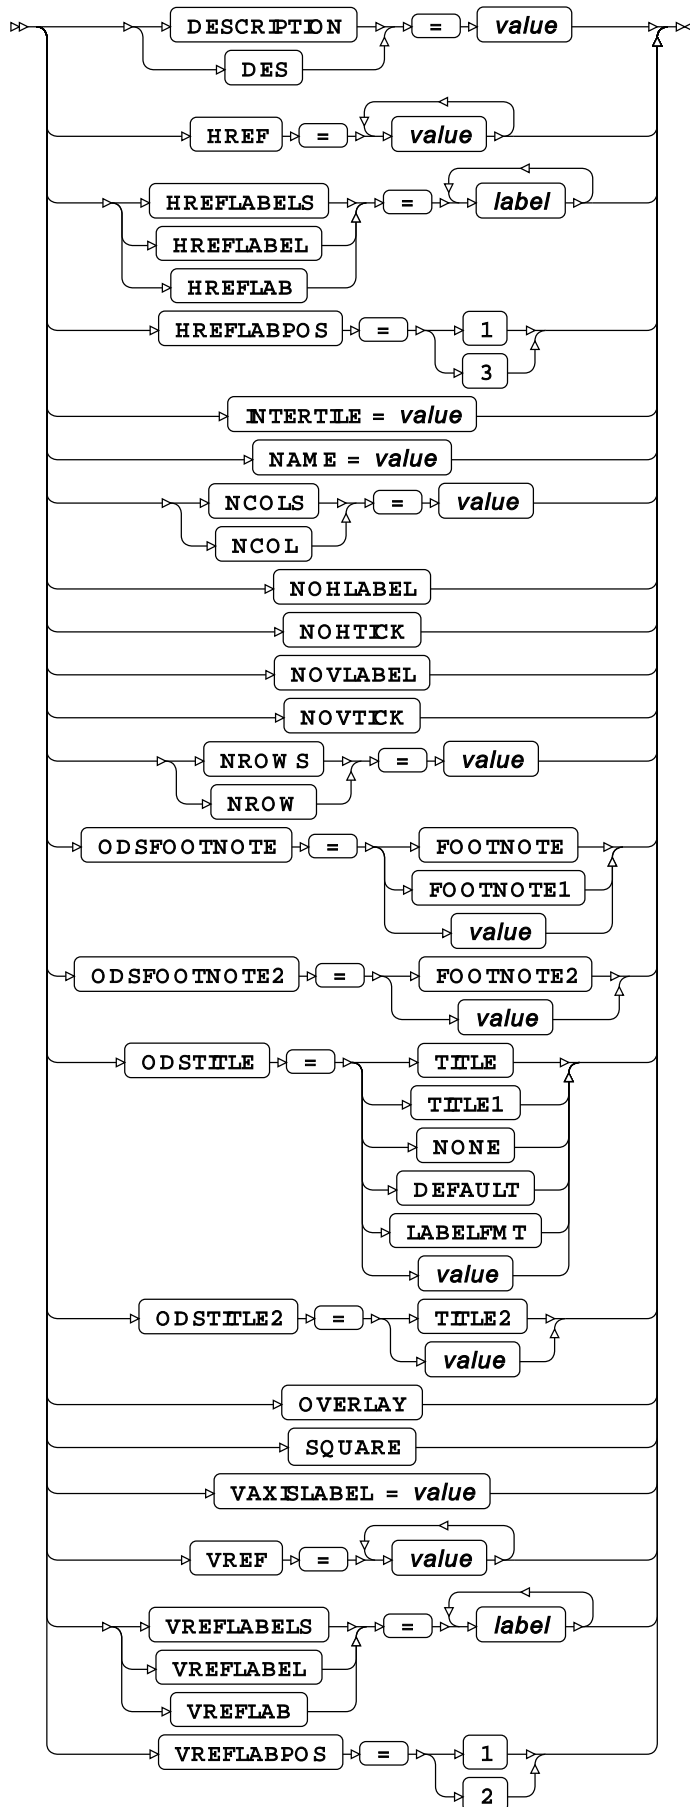 DESCRIPTION = value
DES
HREF = value
HREFLABELS = label
HREFLABEL
HREFLAB
HREFLABPOS = 1
3
INTERTILE = value
NAME = value
NCOLS = value
NCOL
NOHLABEL
NOHTICK
NOVLABEL
NOVTICK
NROWS = value
NROW
ODSFOOTNOTE = FOOTNOTE
FOOTNOTE1
value
ODSFOOTNOTE2 = FOOTNOTE2
value
ODSTITLE = TITLE
TITLE1
NONE
DEFAULT
LABELFMT
value
ODSTITLE2 = TITLE2
value
OVERLAY
SQUARE
VAXISLABEL = value
VREF = value
VREFLABELS = label
VREFLABEL
VREFLAB
VREFLABPOS = 1
2